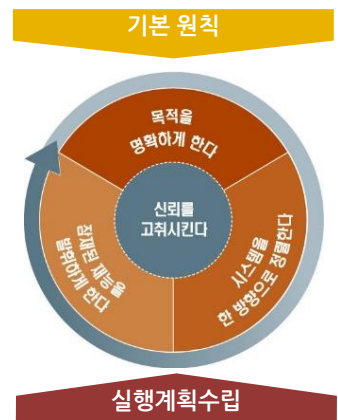 기본 원칙
목적을
명확하게 한다
신뢰를
고취시킨다
시스템을
한 방향으로 정렬한다
잠재된 재능을
발휘하게 한다
실행계획수립